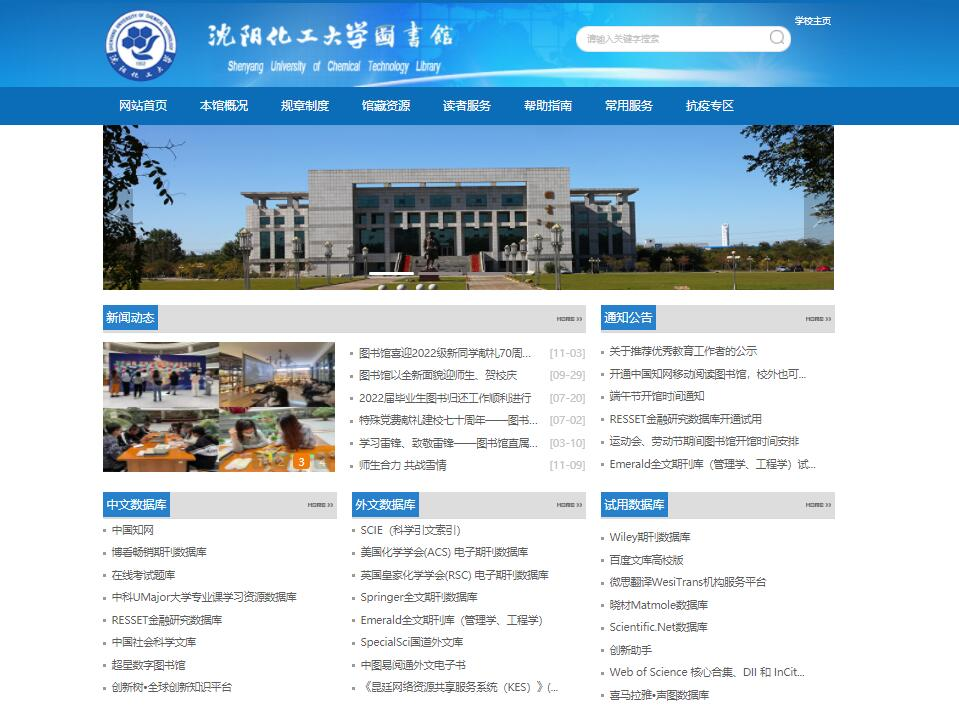 沈阳化工大学圖書館
Shenyang University of Chemical Technology Library
学校主页
请输入关键字搜索
网站首页 本馆概况 规章制度 馆藏资源 读者服务 帮助指南 常用服务 抗疫专区
新闻动态 MORE >>
图书馆喜迎2022级新同学献礼70周... [11-03]
图书馆以全新面貌迎师生、贺校庆 [09-29]
2022届毕业生图书归还工作顺利进行 [07-20]
特殊党费献礼建校七十周年——图书... [07-02]
学习雷锋、致敬雷锋——图书馆直属... [03-10]
师生合力 共战雪情 [11-09]
1 2 3 4
通知公告 MORE >>
关于推荐优秀教育工作者的公示
开通中国知网移动阅读图书馆，校外也可...
端午节开馆时间通知
RESSET金融研究数据库开通试用
运动会、劳动节期间图书馆开馆时间安排
Emerald全文期刊库（管理学、工程学）试...
中文数据库 MORE >>
中国知网
博看畅销期刊数据库
在线考试题库
中科UMajor大学专业课学习资源数据库
RESSET金融研究数据库
中国社会科学文库
超星数字图书馆
创新树•全球创新知识平台
外文数据库 MORE >>
SCIE（科学引文索引）
美国化学学会(ACS) 电子期刊数据库
英国皇家化学学会(RSC) 电子期刊数据库
Springer全文期刊数据库
Emerald全文期刊库（管理学、工程学）
SpecialSci国道外文库
中图易阅通外文电子书
《昆廷网络资源共享服务系统（KES）》(...
试用数据库 MORE >>
Wiley期刊数据库
百度文库高校版
微思翻译WesiTrans机构服务平台
晓材Matmole数据库
Scientific.Net数据库
创新助手
Web of Science 核心合集、DII 和 InCit...
喜马拉雅•声图数据库